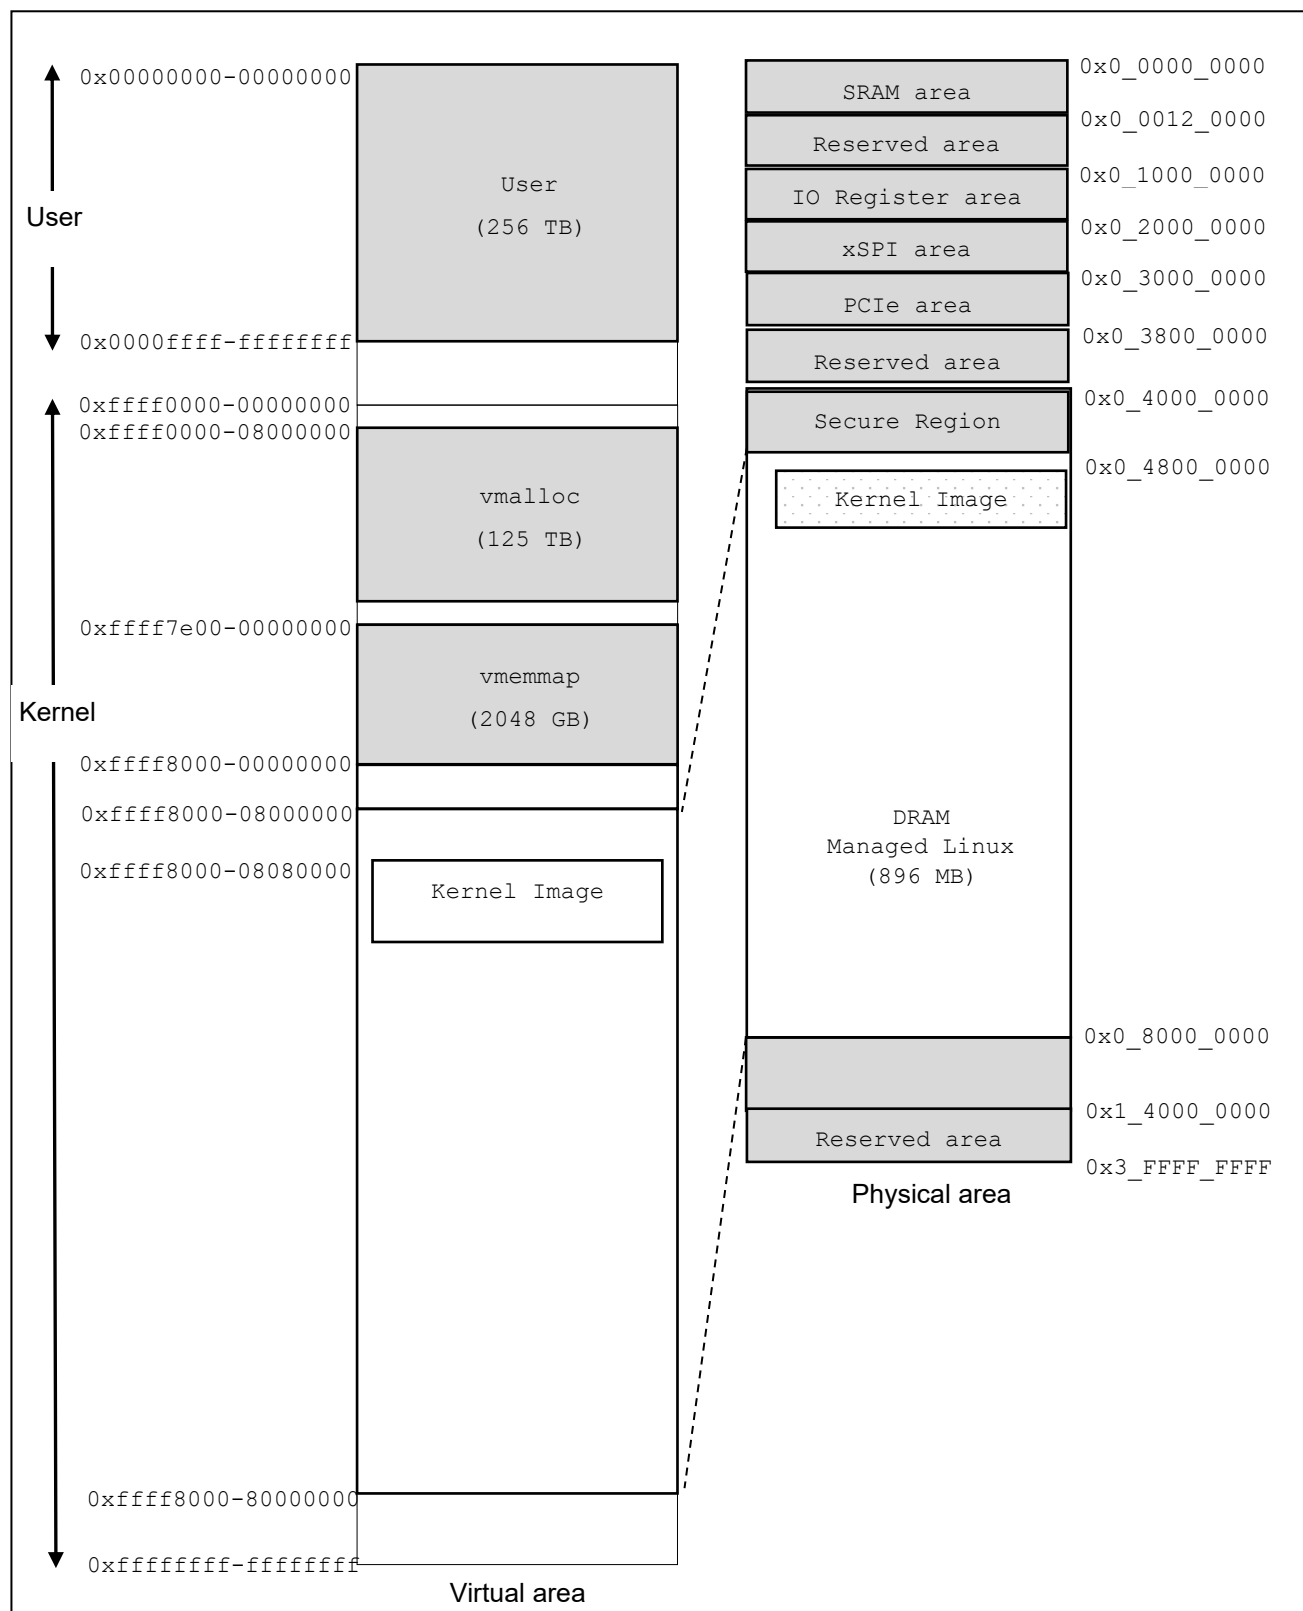 0x00000000-00000000
User
(256 TB)
User
0x0000ffff-ffffffff
0xffff0000-00000000
0xffff0000-08000000
vmalloc
(125 TB)
0xffff7e00-00000000
vmemmap
(2048 GB)
Kernel
0xffff8000-00000000
0xffff8000-08000000
0xffff8000-08080000
Kernel Image
0xffff8000-80000000
0xffffffff-ffffffff
Virtual area
0x0_0000_0000
SRAM area
0x0_0012_0000
Reserved area
0x0_1000_0000
IO Register area
0x0_2000_0000
xSPI area
0x0_3000_0000
PCIe area
0x0_3800_0000
Reserved area
0x0_4000_0000
Secure Region
0x0_4800_0000
Kernel Image
DRAM
Managed Linux
(896 MB)
0x0_8000_0000
0x1_4000_0000
Reserved area
0x3_FFFF_FFFF
Physical area